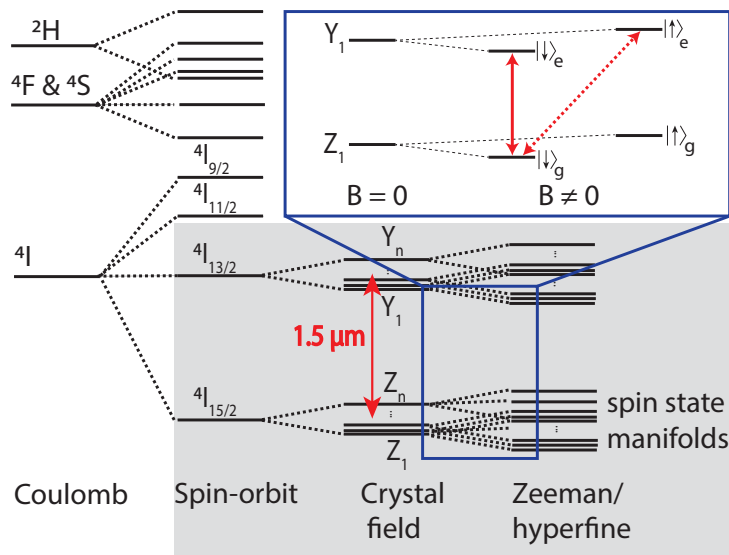 ²H
⁴F & ⁴S
⁴I
⁴I₉/₂
⁴I₁₁/₂
⁴I₁₃/₂
⁴I₁₅/₂
Y₁
|↓⟩ₑ
|↑⟩ₑ
Z₁
|↓⟩g
|↑⟩g
B = 0
B ≠ 0
Yₙ
Y₁
1.5 μm
Zₙ
Z₁
spin state
manifolds
Coulomb
Spin-orbit
Crystal
field
Zeeman/
hyperfine